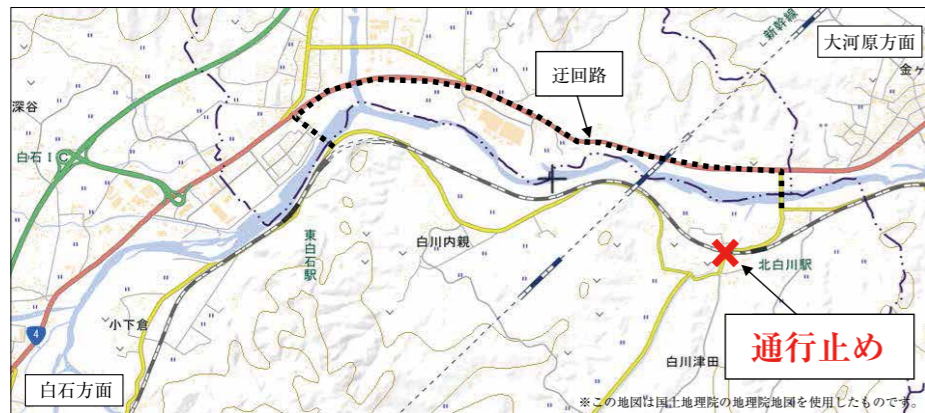 新幹線
大河原方面
金ヶ
迂回路
深谷
白石IC
東白石駅
白川内親
北白川駅
小下倉
4
通行止め
白川津田
白石方面
※この地図は国土地理院の地理院地図を使用したものです。